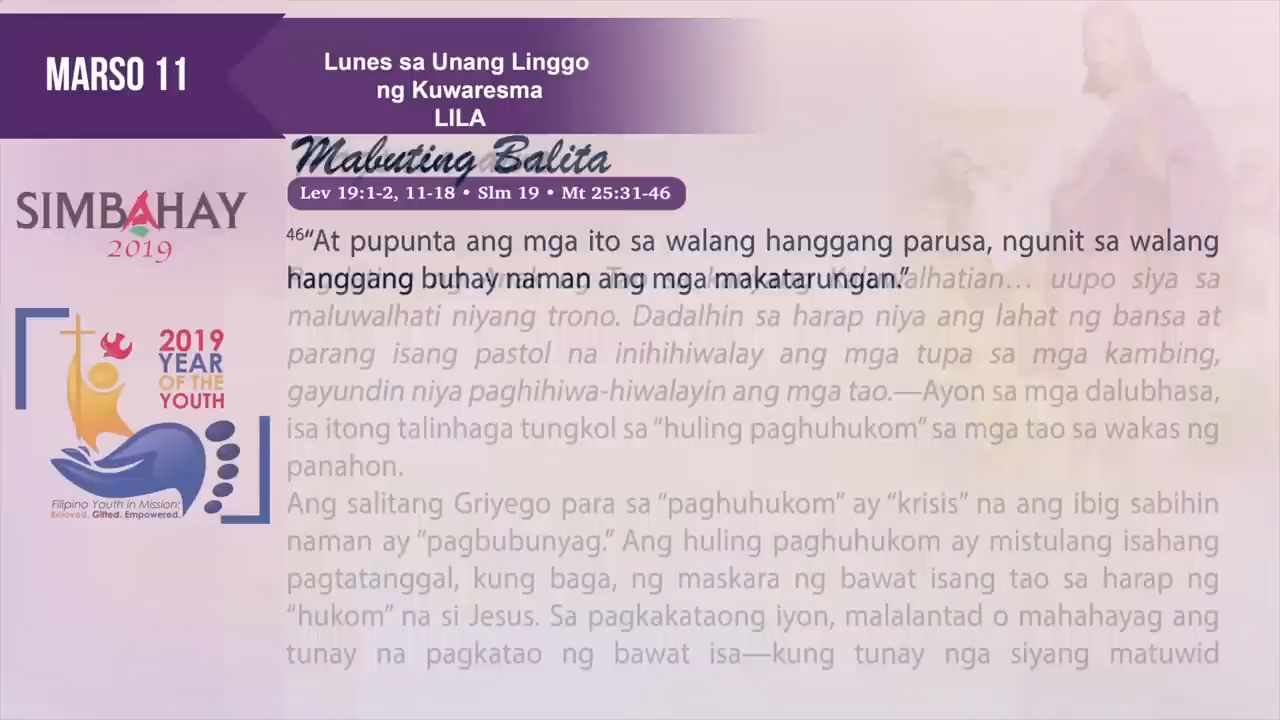 MARSO 11
Lunes sa Unang Linggo
ng Kuwaresma
LILA
Mabuting Balita
Lev 19:1-2, 11-18 • Slm 19 • Mt 25:31-46
SIMBAHAY
2019
2019
YEAR
OF THE
YOUTH
Filipino Youth in Mission:
Beloved. Gifted. Empowered.
46“At pupunta ang mga ito sa walang hanggang parusa, ngunit sa walang
hanggang buhay naman ang mga makatarungan.”
alhatian… uupo siya sa
maluwalhati niyang trono. Dadalhin sa harap niya ang lahat ng bansa at
parang isang pastol na inihihiwalay ang mga tupa sa mga kambing,
gayundin niya paghihiwa-hiwalayin ang mga tao.—Ayon sa mga dalubhasa,
isa itong talinhaga tungkol sa “huling paghuhukom” sa mga tao sa wakas ng
panahon.
Ang salitang Griyego para sa “paghuhukom” ay “krisis” na ang ibig sabihin
naman ay “pagbubunyag.” Ang huling paghuhukom ay mistulang isahang
pagtatanggal, kung baga, ng maskara ng bawat isang tao sa harap ng
“hukom” na si Jesus. Sa pagkakataong iyon, malalantad o mahahayag ang
tunay na pagkatao ng bawat isa—kung tunay nga siyang matuwid